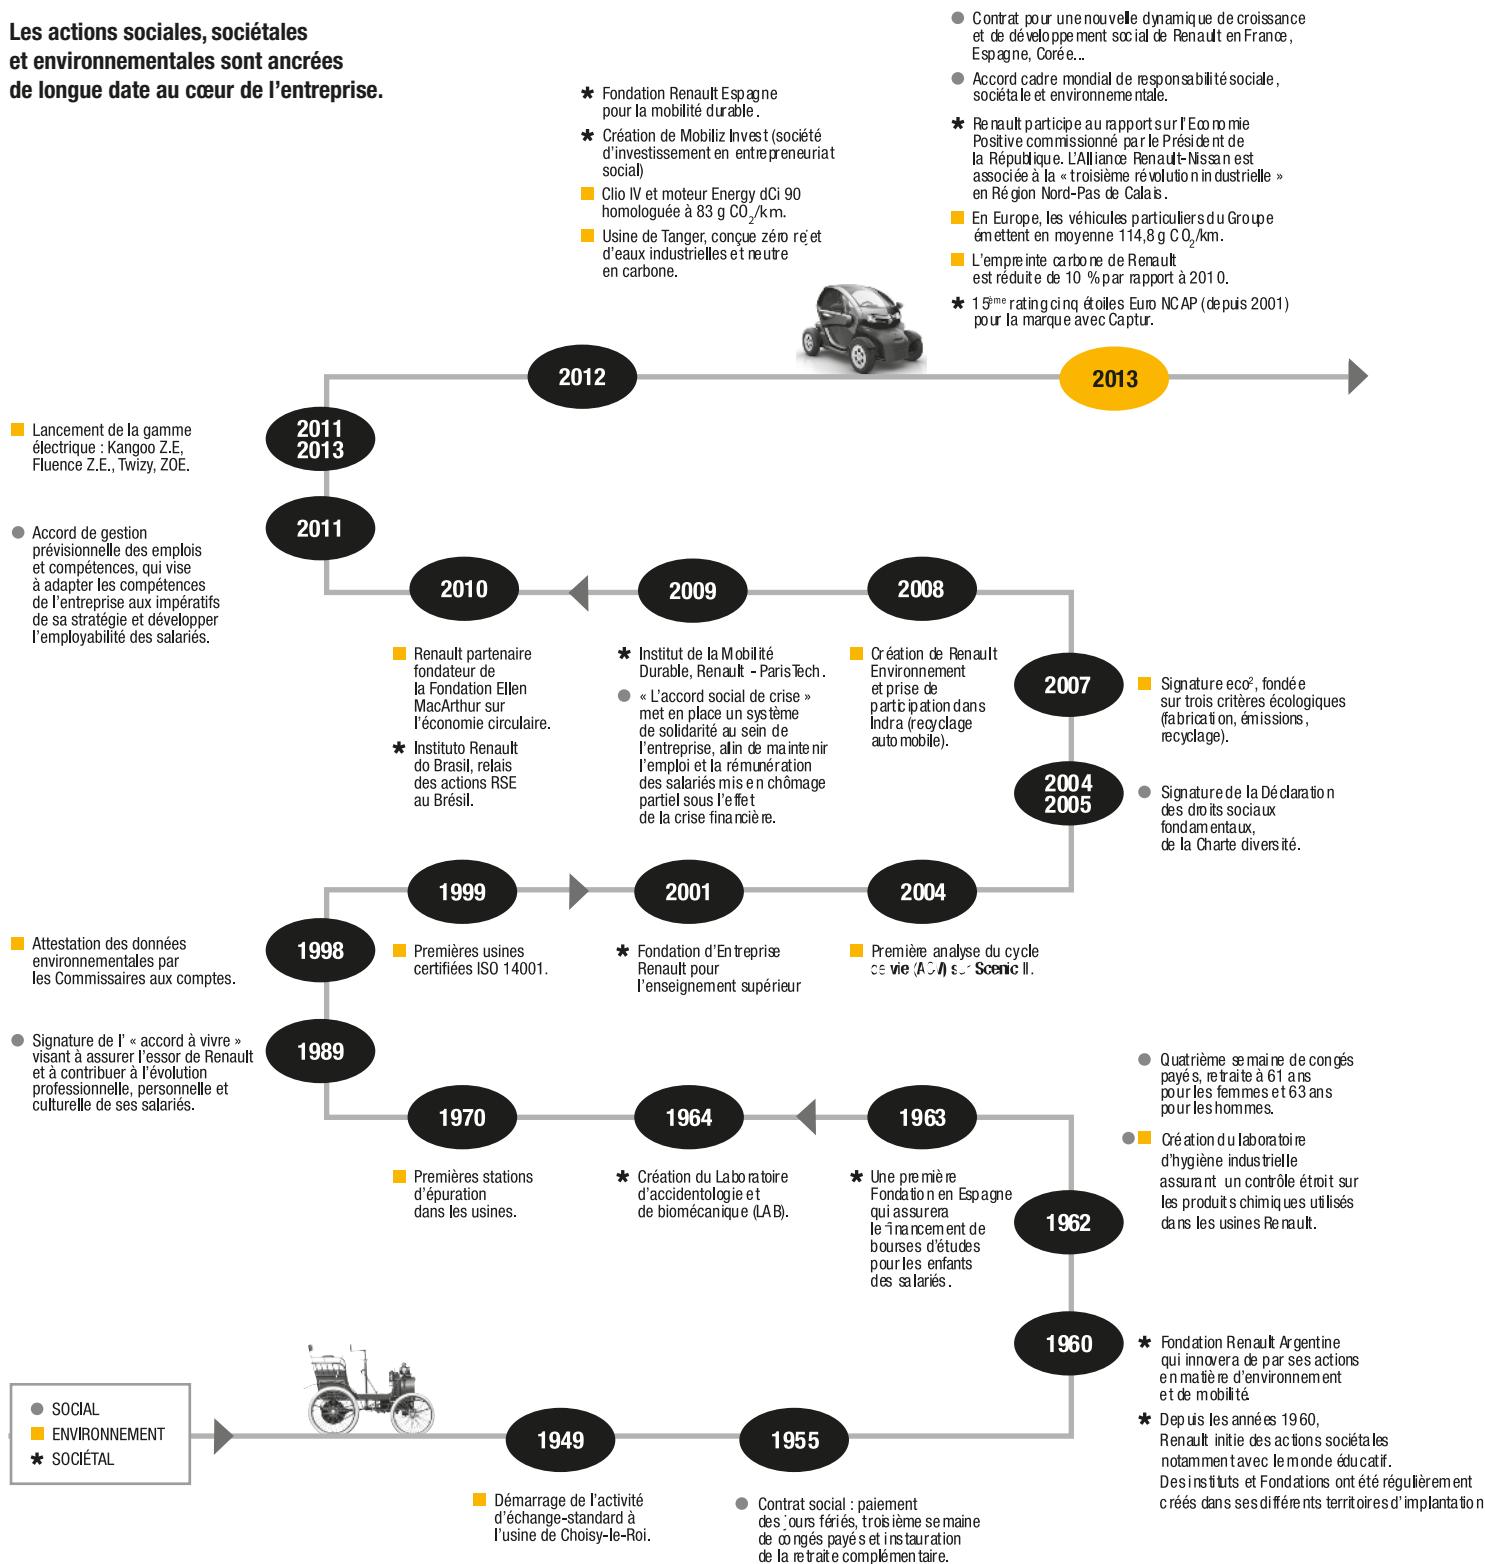 Les actions sociales, sociétales
et environnementales sont ancrées
de longue date au cœur de l'entreprise.
Fondation Renault Espagne
pour la mobilité durable.
Création de Mobiliz Invest (société
d'investissement en entrepreneuriat
social)
Clio IV et moteur Energy dCi 90
homologuée à 83 g CO2/km.
Usine de Tanger, conçue zéro rejet
d'eaux industrielles et neutre
en carbone.
Contrat pour une nouvelle dynamique de croissance
et de développement social de Renault en France,
Espagne, Corée...
Accord cadre mondial de responsabilité sociale,
sociétale et environnementale.
Renault participe au rapport sur l'Economie
Positive commissionné par le Président de
la République. L'Alliance Renault-Nissan est
associée à la « troisième révolution industrielle »
en Région Nord-Pas de Calais.
En Europe, les véhicules particuliers du Groupe
émettent en moyenne 114,8 g CO2/km.
L'empreinte carbone de Renault
est réduite de 10 % par rapport à 2010.
15ème rating cinq étoiles Euro NCAP (depuis 2001)
pour la marque avec Captur.
2012
2013
Lancement de la gamme
électrique : Kangoo Z.E,
Fluence Z.E., Twizy, ZOE.
2011
2013
2011
Accord de gestion
prévisionnelle des emplois
et compétences, qui vise
à adapter les compétences
de l'entreprise aux impératifs
de sa stratégie et développer
l'employabilité des salariés.
2010
2009
2008
Renault partenaire
fondateur de
la Fondation Ellen
MacArthur sur
l'économie circulaire.
Instituto Renault
do Brasil, relais
des actions RSE
au Brésil.
Institut de la Mobilité
Durable, Renault - ParisTech.
« L'accord social de crise »
met en place un système
de solidarité au sein de
l'entreprise, afin de maintenir
l'emploi et la rémunération
des salariés mis en chômage
partiel sous l'effet
de la crise financière.
Création de Renault
Environnement
et prise de
participation dans
Indra (recyclage
automobile).
2007
Signature eco², fondée
sur trois critères écologiques
(fabrication, émissions,
recyclage).
2004
2005
Signature de la Déclaration
des droits sociaux
fondamentaux,
de la Charte diversité.
1999
2001
2004
1998
Attestation des données
environnementales par
les Commissaires aux comptes.
Premières usines
certifiées ISO 14001.
Fondation d'Entreprise
Renault pour
l'enseignement supérieur
Première analyse du cycle
de vie (ACV) sur Scenic II.
Signature de l' « accord à vivre »
visant à assurer l'essor de Renault
et à contribuer à l'évolution
professionnelle, personnelle et
culturelle de ses salariés.
1989
1970
1964
1963
Quatrième semaine de congés
payés, retraite à 61 ans
pour les femmes et 63 ans
pour les hommes.
Création du laboratoire
d'hygiène industrielle
assurant un contrôle étroit sur
les produits chimiques utilisés
dans les usines Renault.
1962
Premières stations
d'épuration
dans les usines.
Création du Laboratoire
d'accidentologie et
de biomécanique (LAB).
Une première
Fondation en Espagne
qui assurera
le financement de
bourses d'études
pour les enfants
des salariés.
1960
Fondation Renault Argentine
qui innovera de par ses actions
en matière d'environnement
et de mobilité.
Depuis les années 1960,
Renault initie des actions sociétales
notamment avec le monde éducatif.
Des instituts et Fondations ont été régulièrement
créés dans ses différents territoires d'implantation
SOCIAL
ENVIRONNEMENT
SOCIÉTAL
1949
1955
Démarrage de l'activité
d'échange-standard à
l'usine de Choisy-le-Roi.
Contrat social : paiement
des jours fériés, troisième semaine
de congés payés et instauration
de la retraite complémentaire.